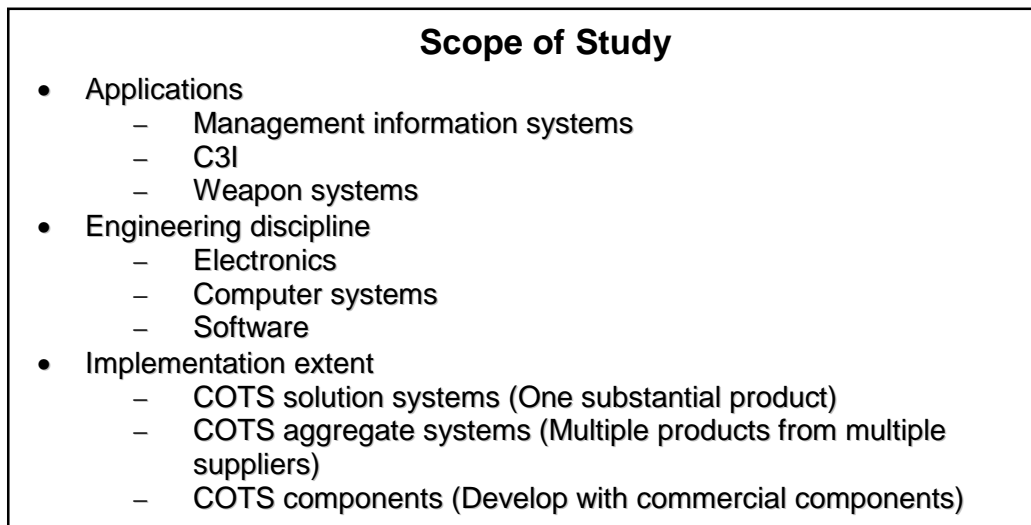 Scope of Study
• Applications
– Management information systems
– C3I
– Weapon systems
• Engineering discipline
– Electronics
– Computer systems
– Software
• Implementation extent
– COTS solution systems (One substantial product)
– COTS aggregate systems (Multiple products from multiple
suppliers)
– COTS components (Develop with commercial components)